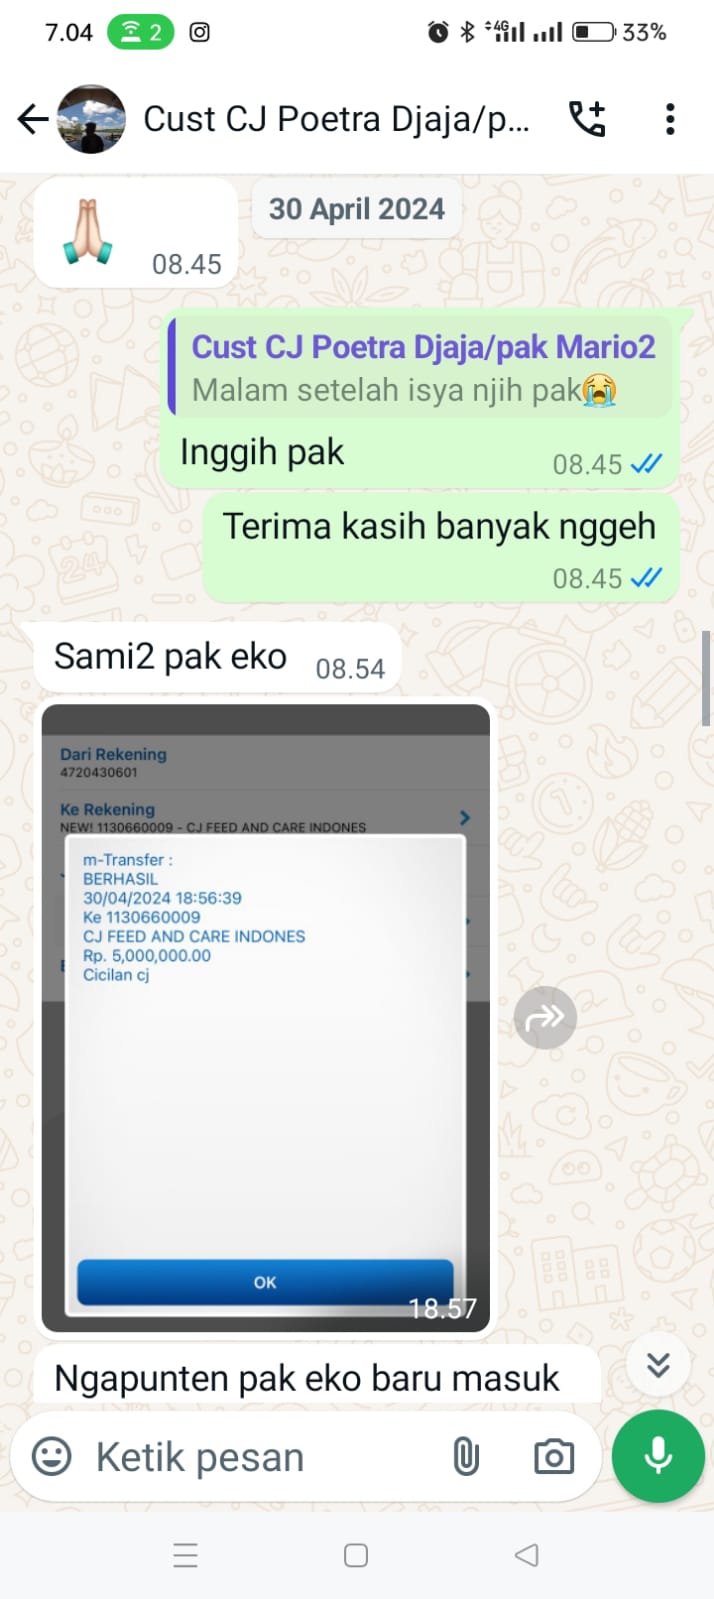 7.04 2 4G 33%
Cust CJ Poetra Djaja/p...
30 April 2024
08.45
Cust CJ Poetra Djaja/pak Mario2
Malam setelah isya njih pak😭
Inggih pak 08.45
Terima kasih banyak nggeh
08.45
Sami2 pak eko 08.54
Dari Rekening
4720430601
Ke Rekening
NEW! 1130660009 - CJ FEED AND CARE INDONES
m-Transfer :
BERHASIL
30/04/2024 18:56:39
Ke 1130660009
CJ FEED AND CARE INDONES
Rp. 5,000,000.00
Cicilan cj
OK
18.57
Ngapunten pak eko baru masuk
Ketik pesan